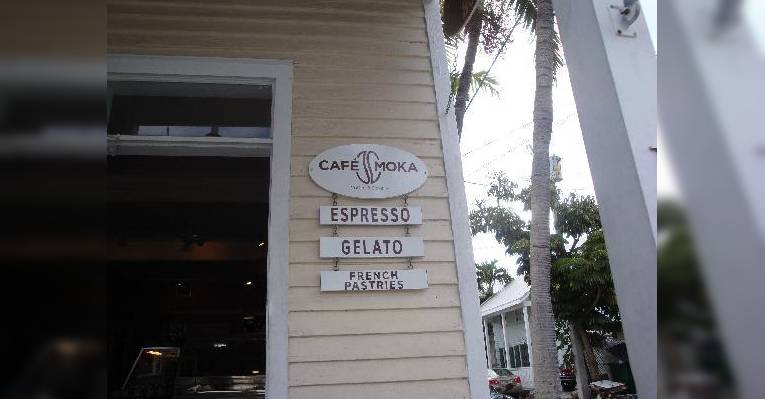 CAFÉ MOKA
ESPRESSO
GELATO
FRENCH
PASTRIES